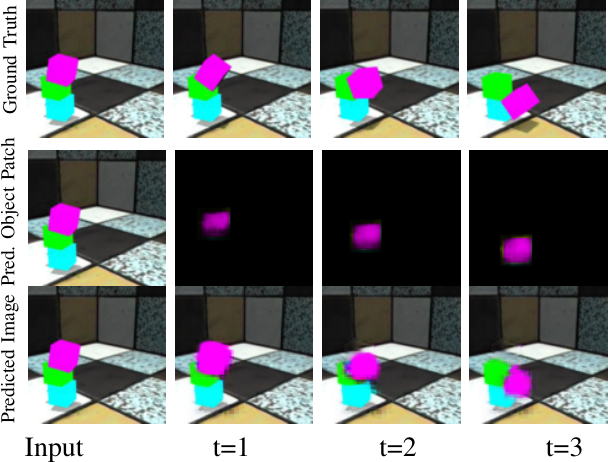 Ground Truth
Pred. Object Patch
Predicted Image
Input
t=1
t=2
t=3